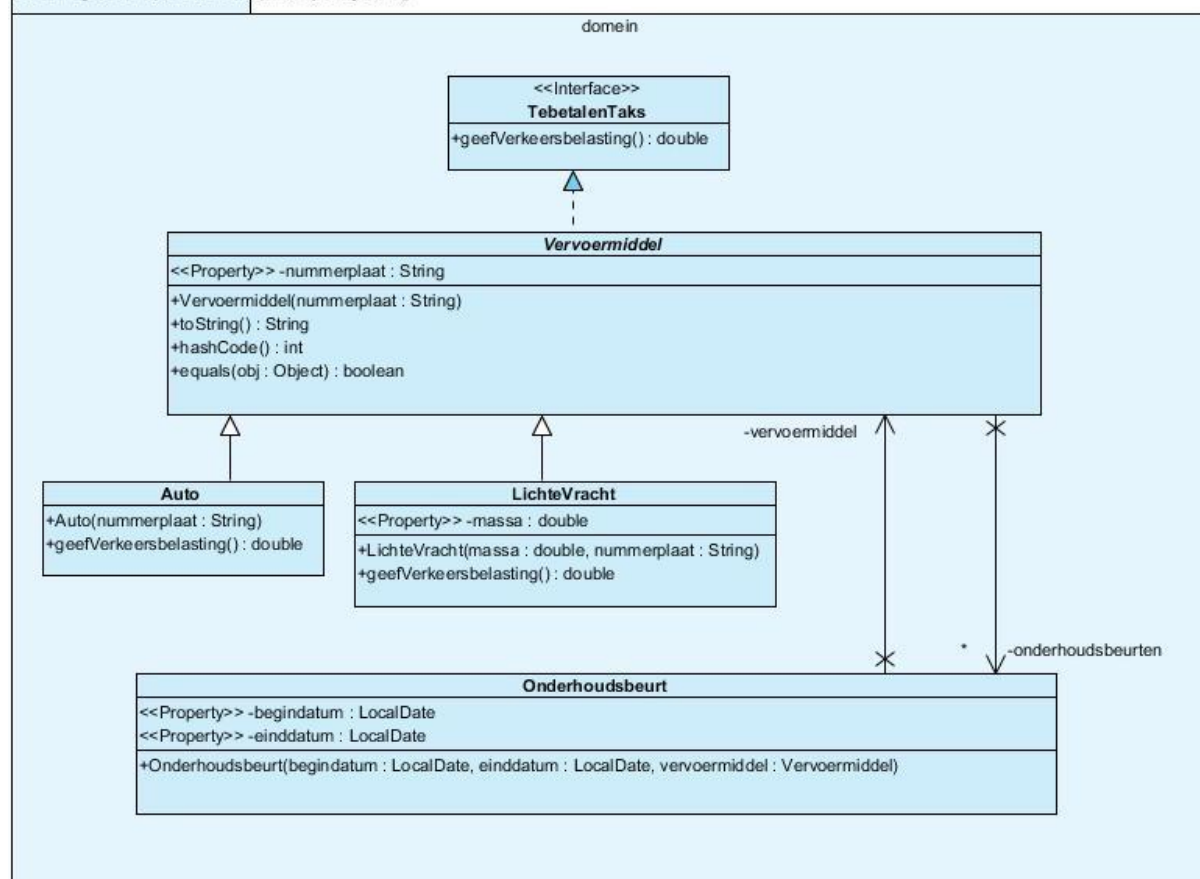 domein
<<Interface>>
TebetalenTaks
+geefVerkeersbelasting() : double
Vervoermiddel
<<Property>> -nummerplaat : String
+Vervoermiddel(nummerplaat : String)
+toString() : String
+hashCode() : int
+equals(obj : Object) : boolean
-vervoermiddel
Auto
+Auto(nummerplaat : String)
+geefVerkeersbelasting() : double
LichteVracht
<<Property>> -massa : double
+LichteVracht(massa : double, nummerplaat : String)
+geefVerkeersbelasting() : double
* -onderhoudsbeurten
Onderhoudsbeurt
<<Property>> -begindatum : LocalDate
<<Property>> -einddatum : LocalDate
+Onderhoudsbeurt(begindatum : LocalDate, einddatum : LocalDate, vervoermiddel : Vervoermiddel)